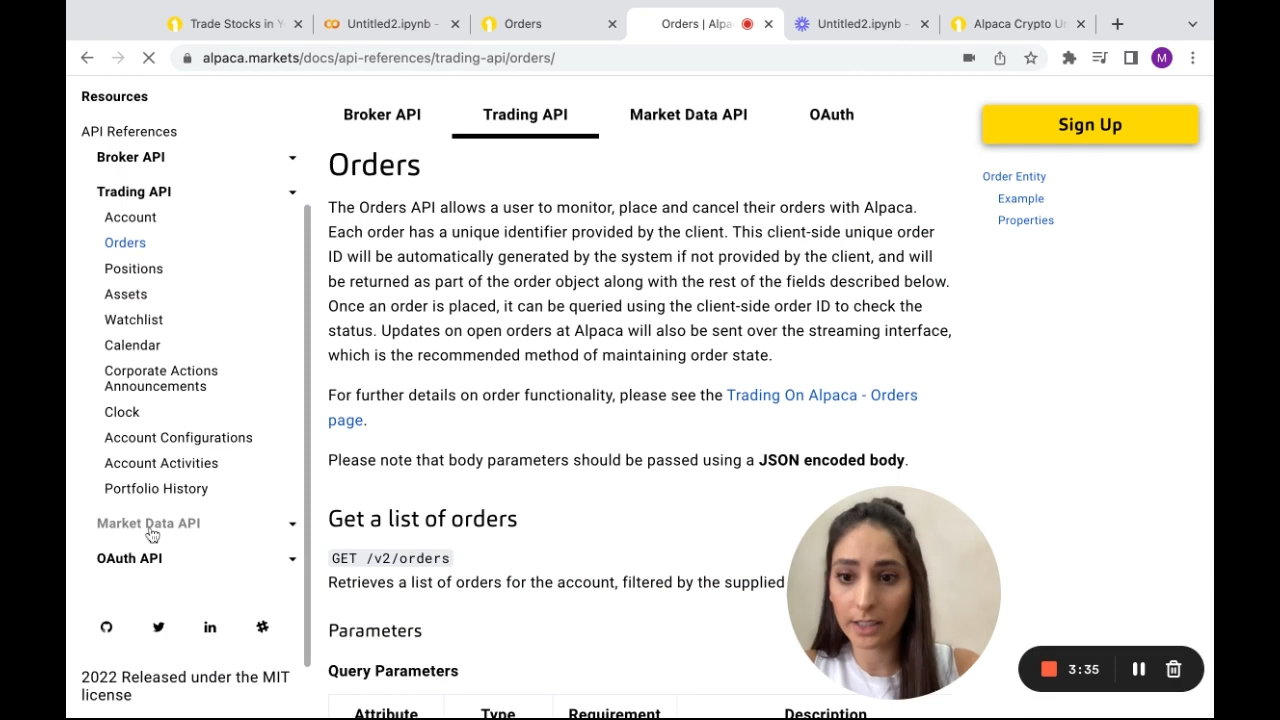 Trade Stocks in Y
Untitled2.ipynb -
Orders
Orders | Alpa
Untitled2.ipynb -
Alpaca Crypto Ur
alpaca.markets/docs/api-references/trading-api/orders/
M
Resources
API References
Broker API
Trading API
Account
Orders
Positions
Assets
Watchlist
Calendar
Corporate Actions
Announcements
Clock
Account Configurations
Account Activities
Portfolio History
Market Data API
OAuth API
2022 Released under the MIT
license
Broker API
Trading API
Market Data API
OAuth
Orders
The Orders API allows a user to monitor, place and cancel their orders with Alpaca.
Each order has a unique identifier provided by the client. This client-side unique order
ID will be automatically generated by the system if not provided by the client, and will
be returned as part of the order object along with the rest of the fields described below.
Once an order is placed, it can be queried using the client-side order ID to check the
status. Updates on open orders at Alpaca will also be sent over the streaming interface,
which is the recommended method of maintaining order state.
For further details on order functionality, please see the Trading On Alpaca - Orders
page.
Please note that body parameters should be passed using a JSON encoded body.
Get a list of orders
GET /v2/orders
Retrieves a list of orders for the account, filtered by the supplied
Parameters
Query Parameters
Attribute Type Requirement Description
Sign Up
Order Entity
Example
Properties
3:35